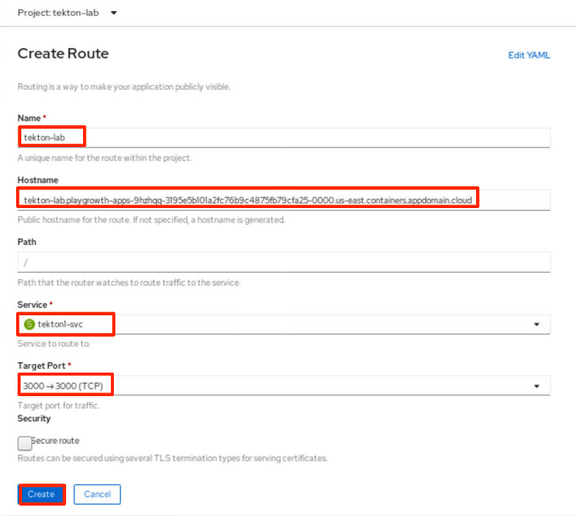 Project: tekton-lab
Create Route
Edit YAML
Routing is a way to make your application publicly visible.
Name *
tekton-lab
A unique name for the route within the project.
Hostname
tekton-lab.playgrowth-apps-9hzhqq-3195e5b101a2fc76b9c4875fb79cfa25-0000.us-east.containers.appdomain.cloud
Public hostname for the route. If not specified, a hostname is generated.
Path
/
Path that the router watches to route traffic to the service.
Service *
S tekton1-svc
Service to route to.
Target Port *
3000 → 3000 (TCP)
Target port for traffic.
Security
Secure route
Routes can be secured using several TLS termination types for serving certificates.
Create
Cancel